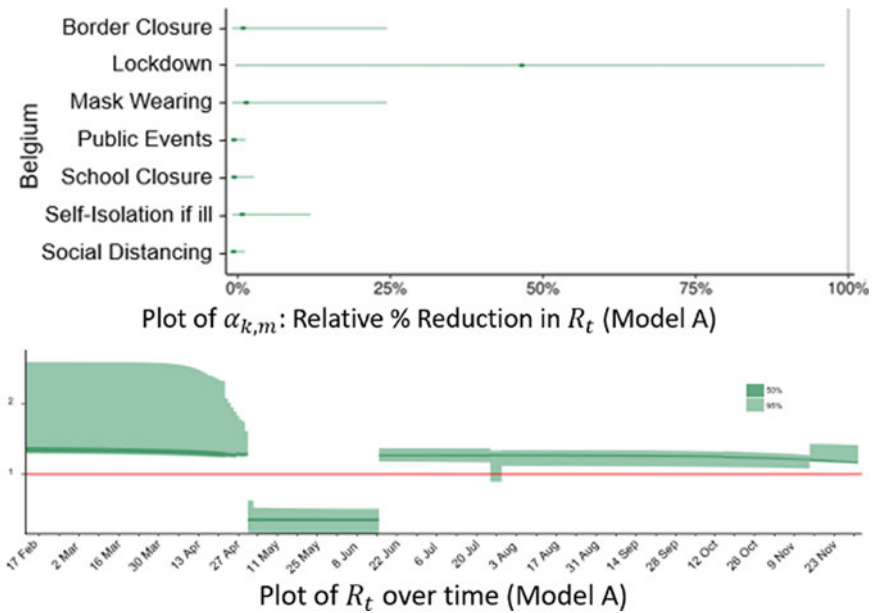 Belgium
Border Closure
Lockdown
Mask Wearing
Public Events
School Closure
Self-Isolation if ill
Social Distancing
0% 25% 50% 75% 100%
Plot of αk,m: Relative % Reduction in Rt (Model A)
2
1
50%
95%
17 Feb 2 Mar 16 Mar 30 Mar 13 Apr 27 Apr 11 May 25 May 8 Jun 22 Jun 6 Jul 20 Jul 3 Aug 17 Aug 31 Aug 14 Sep 28 Sep 12 Oct 26 Oct 9 Nov 23 Nov
Plot of Rt over time (Model A)